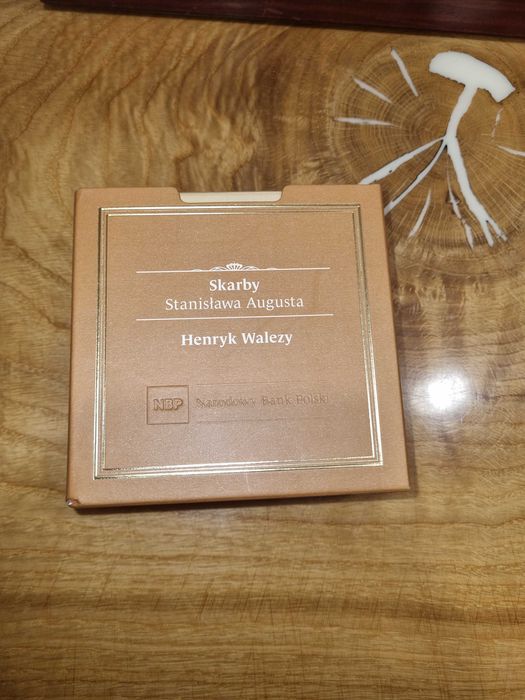 Skarby
Stanisława Augusta
Henryk Walezy
NBP Narodowy Bank Polski